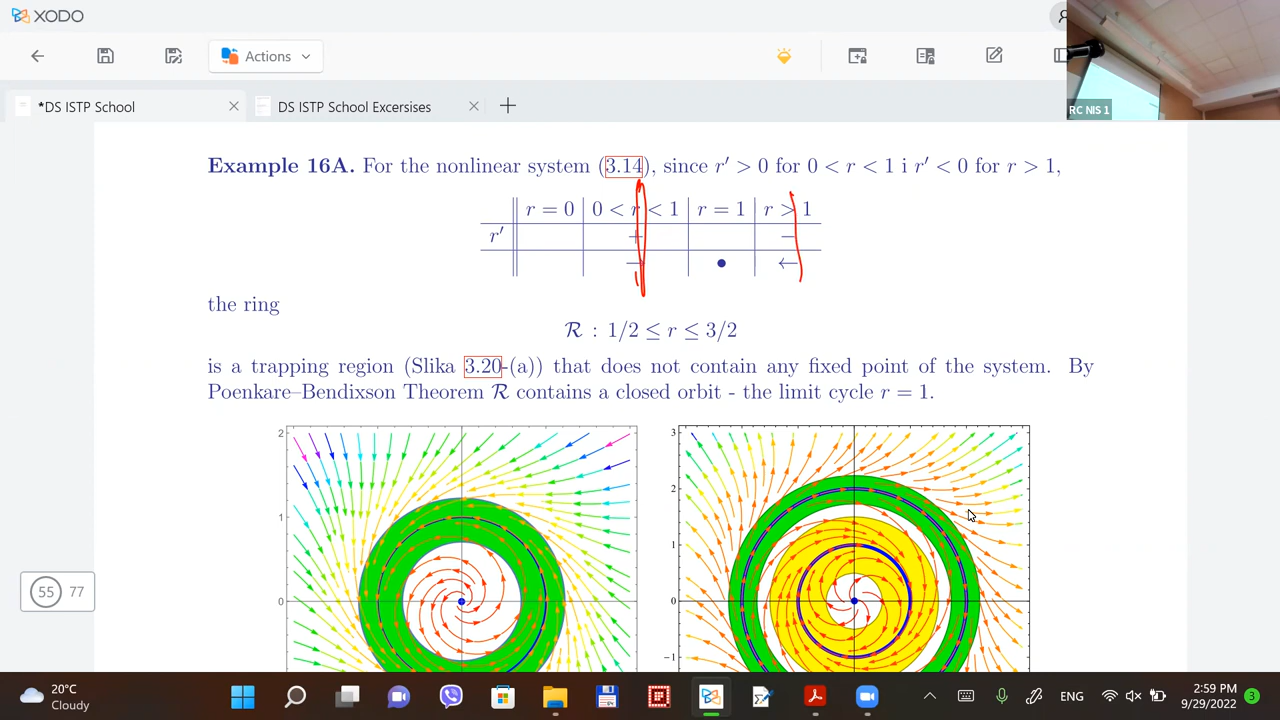 XODO
Actions
*DS ISTP School
DS ISTP School Excersises
RC NIS 1
Example 16A. For the nonlinear system (3.14), since r′ > 0 for 0 < r < 1 i r′ < 0 for r > 1,
r = 0 0 < r < 1 r = 1 r > 1
r′ + −
→ • ←
the ring
R : 1/2 ≤ r ≤ 3/2
is a trapping region (Slika 3.20-(a)) that does not contain any fixed point of the system. By
Poenkare–Bendixson Theorem R contains a closed orbit - the limit cycle r = 1.
2
1
0
3
2
1
0
−1
55 77
20°C
Cloudy
ENG
2:59 PM
9/29/2022
3